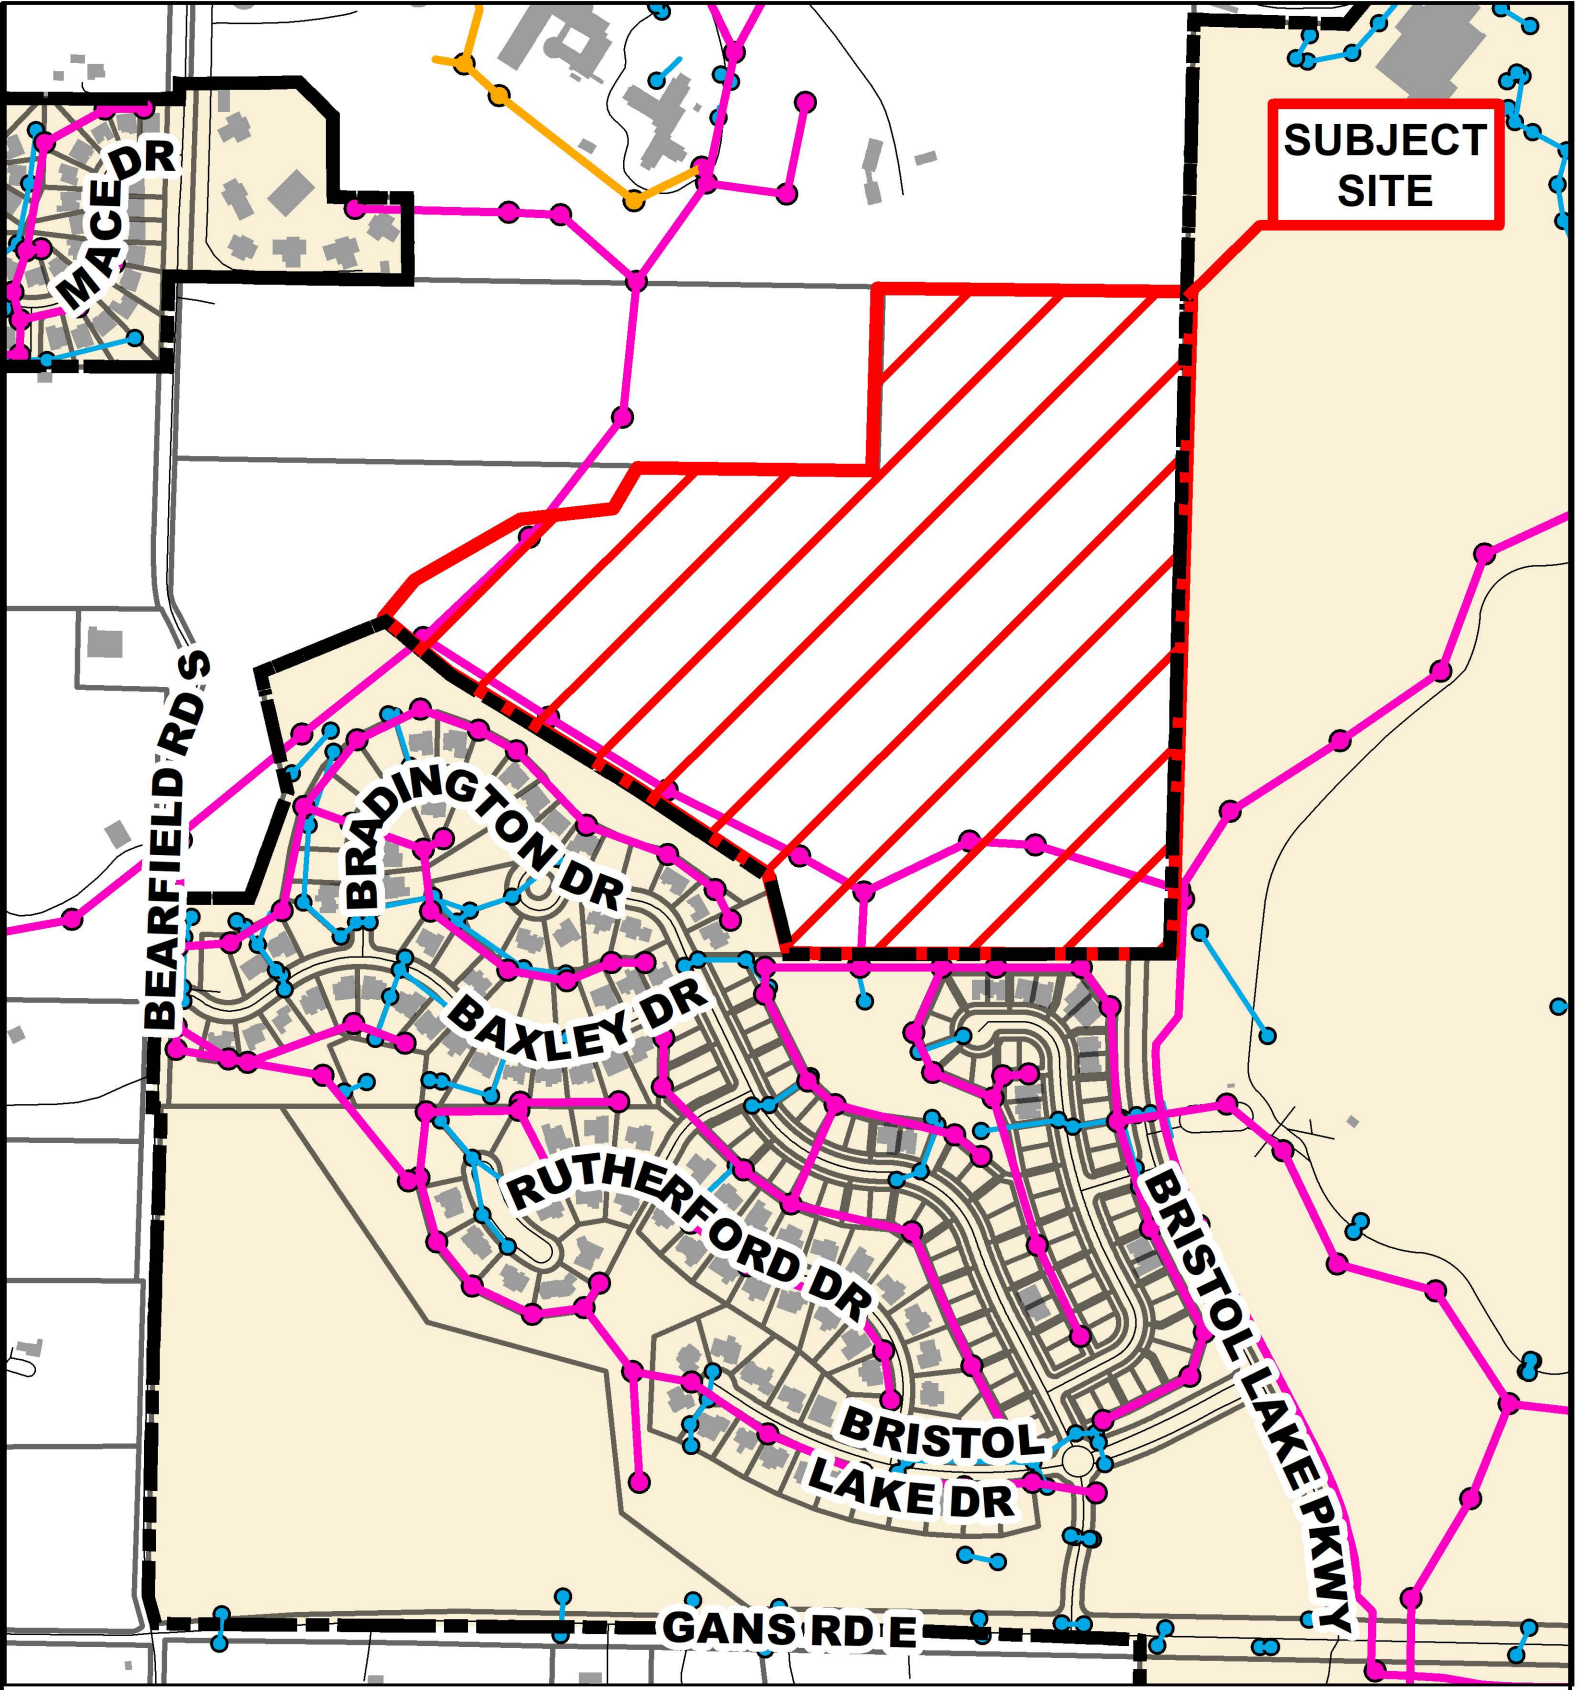 SUBJECT
SITE
MACE DR
BEARFIELD RD S
BRADINGTON DR
BAXLEY DR
RUTHERFORD DR
BRISTOL LAKE PKWY
BRISTOL
LAKE DR
GANS RD E